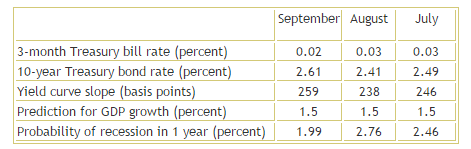 September August July
3-month Treasury bill rate (percent) 0.02 0.03 0.03
10-year Treasury bond rate (percent) 2.61 2.41 2.49
Yield curve slope (basis points) 259 238 246
Prediction for GDP growth (percent) 1.5 1.5 1.5
Probability of recession in 1 year (percent) 1.99 2.76 2.46